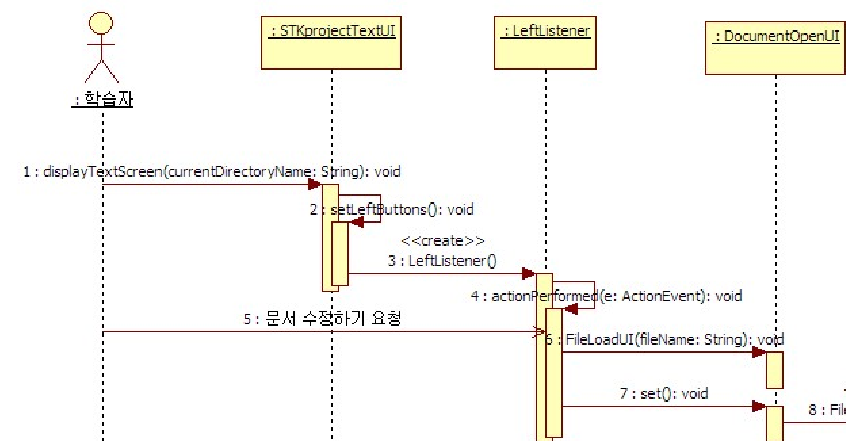 : STKprojectTextUI
: LeftListener
: DocumentOpenUI
: 학습자
1 : displayTextScreen(currentDirectoryName: String): void
2 : setLeftButtons(): void
<<create>>
3 : LeftListener()
4 : actionPerformed(e: ActionEvent): void
5 : 문서 수정하기 요청
6 : FileLoadUI(fileName: String): void
7 : set(): void
8 :